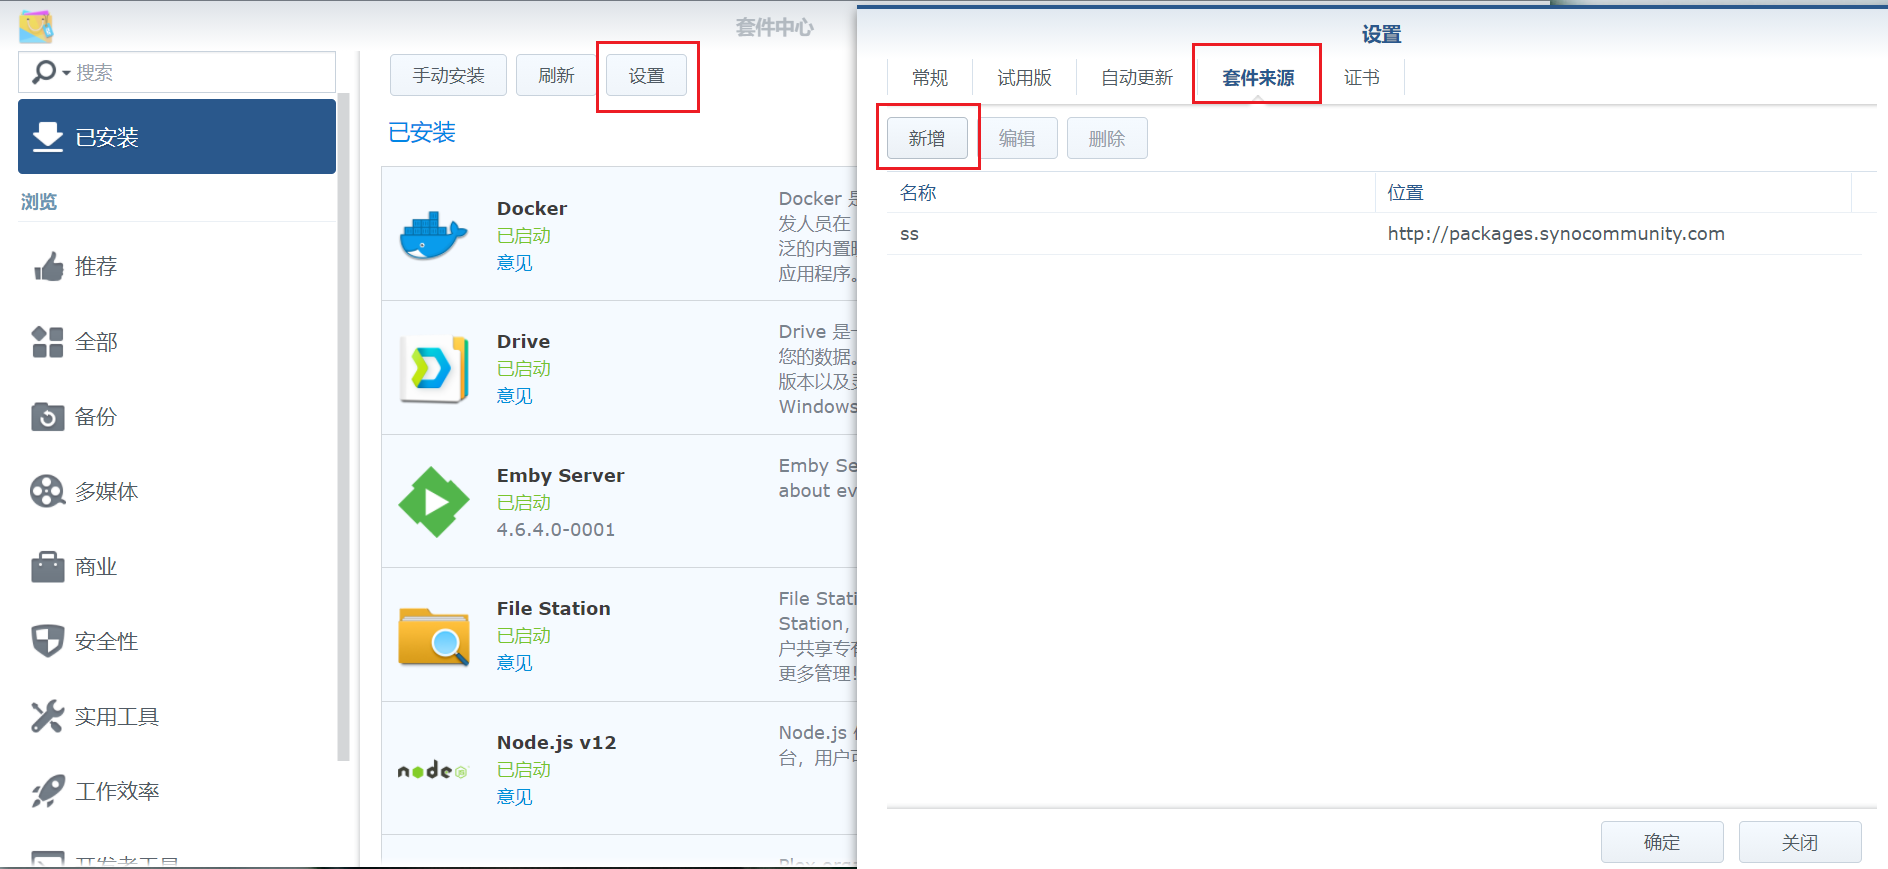 套件中心
搜索
已安装
浏览
推荐
全部
备份
多媒体
商业
安全性
实用工具
工作效率
开发者工具
手动安装
刷新
设置
已安装
Docker
已启动
意见
Docker
发人员在
泛的内置
应用程序。
Drive
已启动
意见
Drive 是
您的数据。
版本以及
Windows
Emby Server
已启动
4.6.4.0-0001
Emby Se
about ev
File Station
已启动
意见
File Stati
Station，
户共享专
更多管理!
Node.js v12
已启动
意见
Node.js
台，用户
设置
常规
试用版
自动更新
套件来源
证书
新增
编辑
删除
名称
位置
ss
http://packages.synocommunity.com
确定
关闭